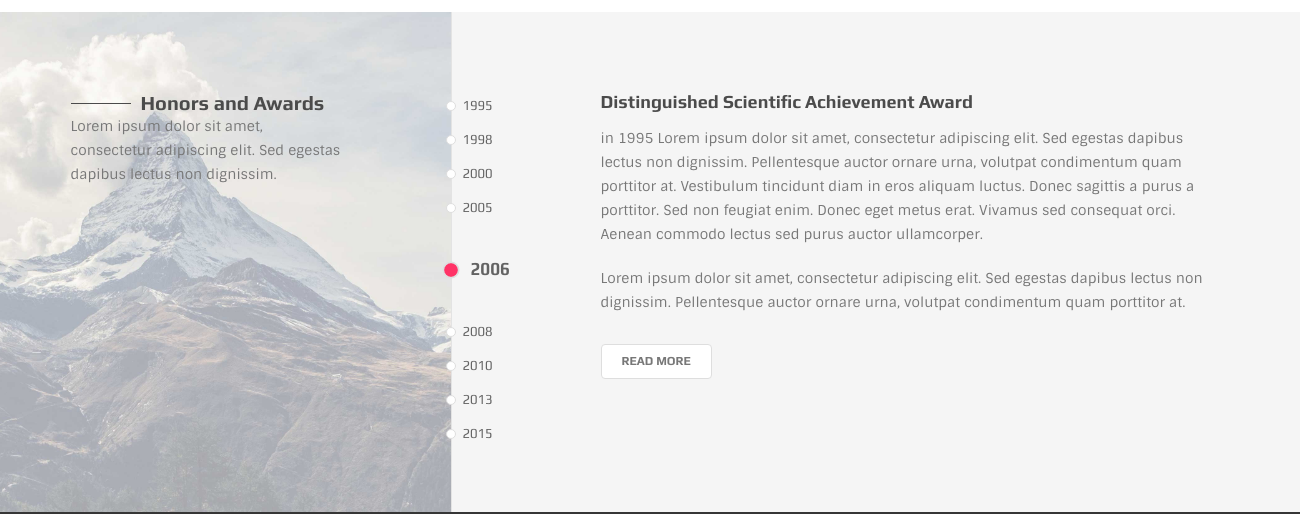 Honors and Awards
Lorem ipsum dolor sit amet,
consectetur adipiscing elit. Sed egestas
dapibus lectus non dignissim.
1995
1998
2000
2005
2006
2008
2010
2013
2015
Distinguished Scientific Achievement Award
in 1995 Lorem ipsum dolor sit amet, consectetur adipiscing elit. Sed egestas dapibus
lectus non dignissim. Pellentesque auctor ornare urna, volutpat condimentum quam
porttitor at. Vestibulum tincidunt diam in eros aliquam luctus. Donec sagittis a purus a
porttitor. Sed non feugiat enim. Donec eget metus erat. Vivamus sed consequat orci.
Aenean commodo lectus sed purus auctor ullamcorper.
Lorem ipsum dolor sit amet, consectetur adipiscing elit. Sed egestas dapibus lectus non
dignissim. Pellentesque auctor ornare urna, volutpat condimentum quam porttitor at.
READ MORE